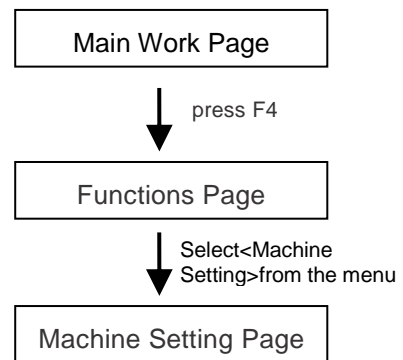 Main Work Page
press F4
Functions Page
Select<Machine
Setting>from the menu
Machine Setting Page